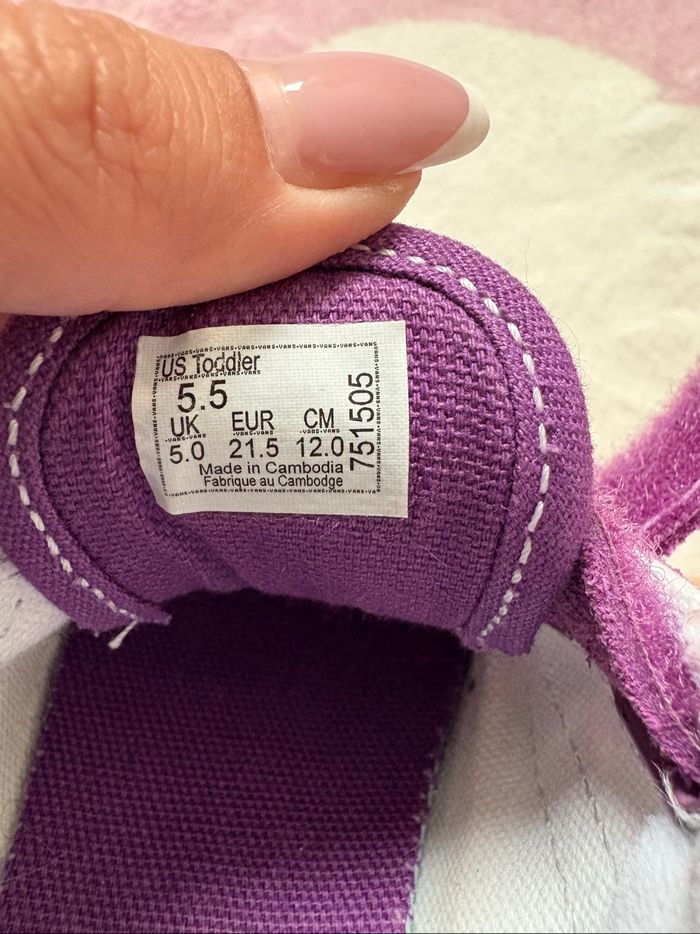 US Toddler
5.5
UK EUR CM
5.0 21.5 12.0
Made in Cambodia
Fabrique au Cambodge
751505